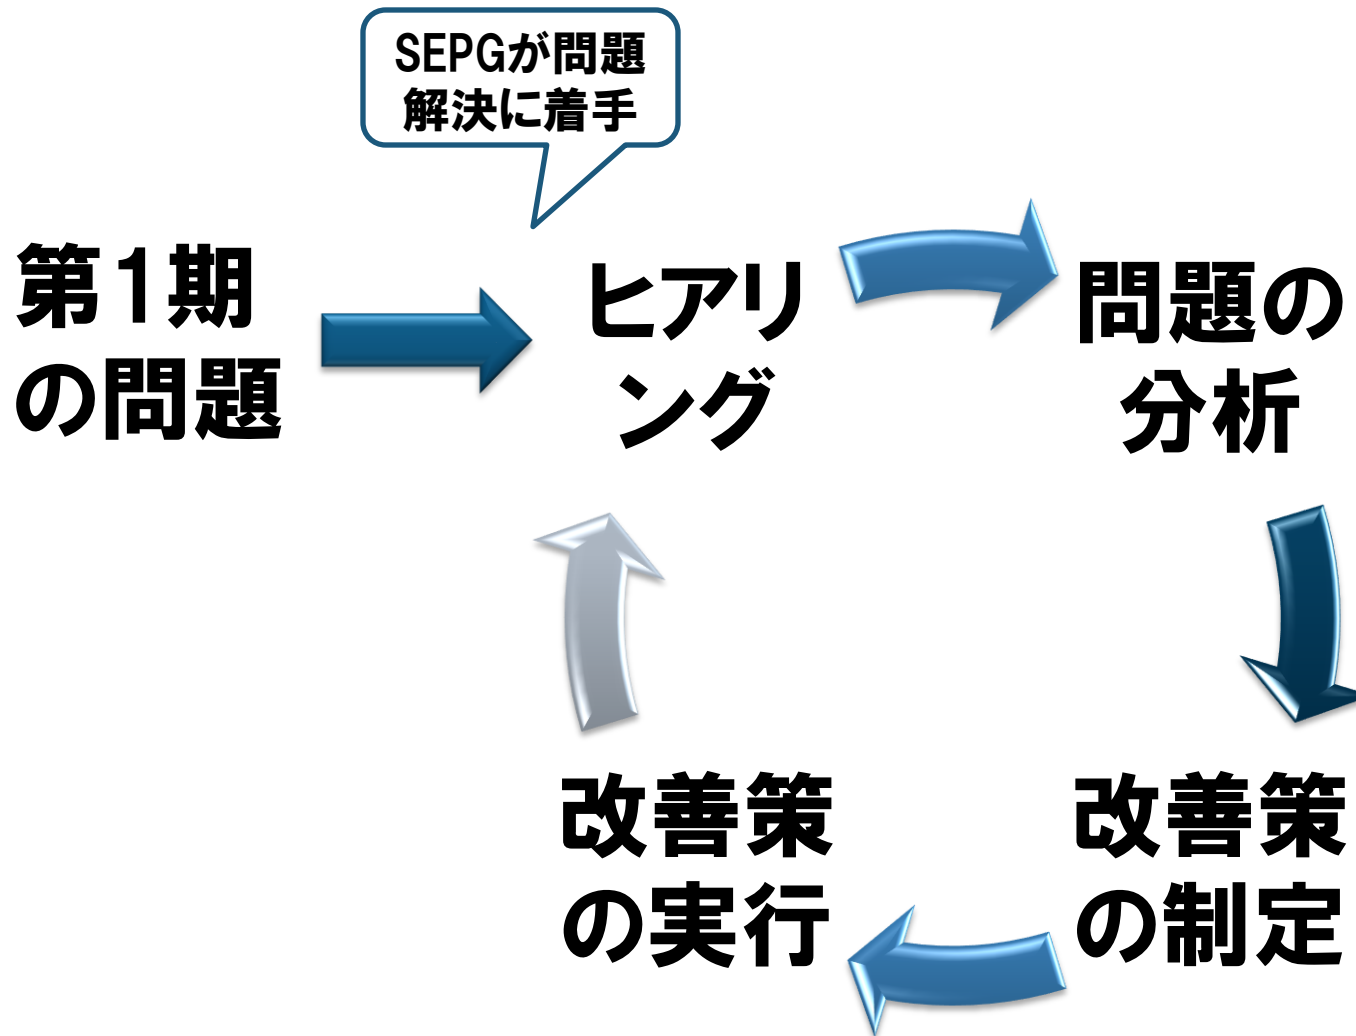 SEPGが問題
解決に着手
第1期
の問題
ヒアリ
ング
問題の
分析
改善策
の制定
改善策
の実行